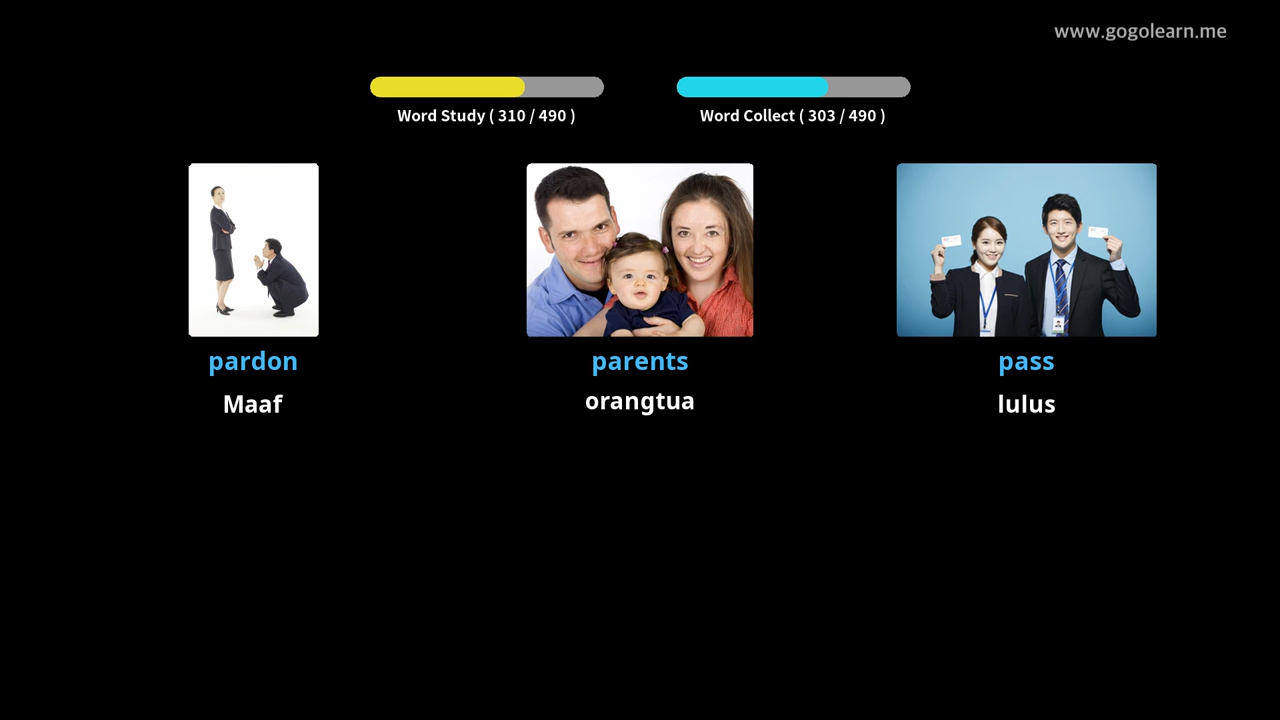 www.gogolearn.me
Word Study ( 310 / 490 )
Word Collect ( 303 / 490 )
pardon
Maaf
parents
orangtua
pass
lulus